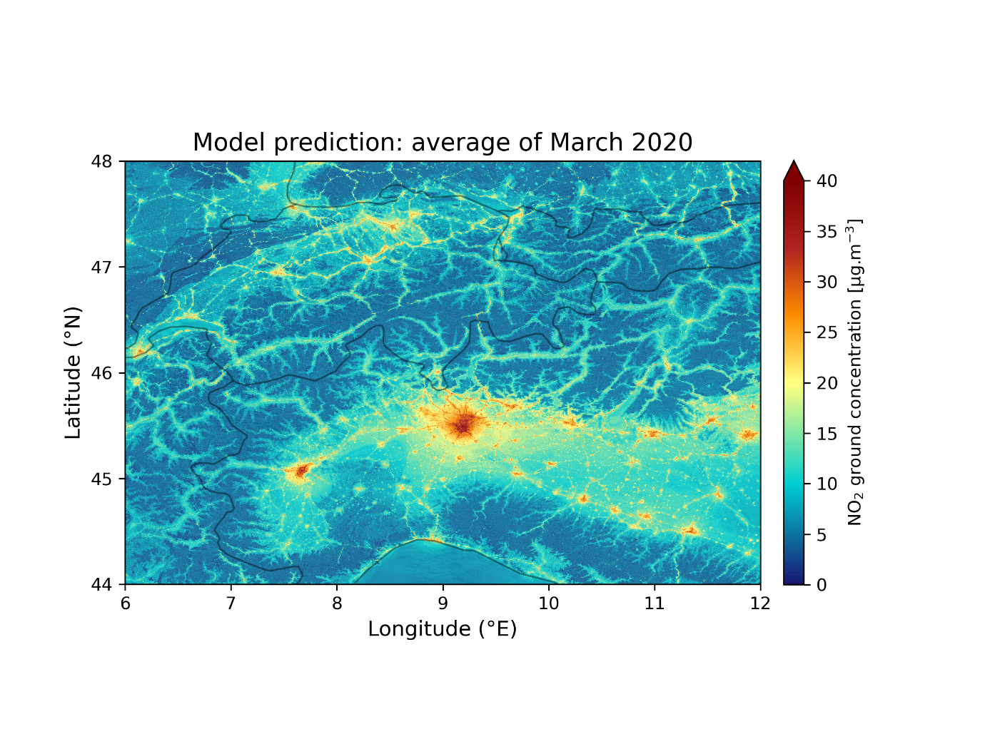 Model prediction: average of March 2020
48
47
46
45
44
Latitude (°N)
6 7 8 9 10 11 12
Longitude (°E)
40
35
30
25
20
15
10
5
0
NO₂ ground concentration [µg.m⁻³]